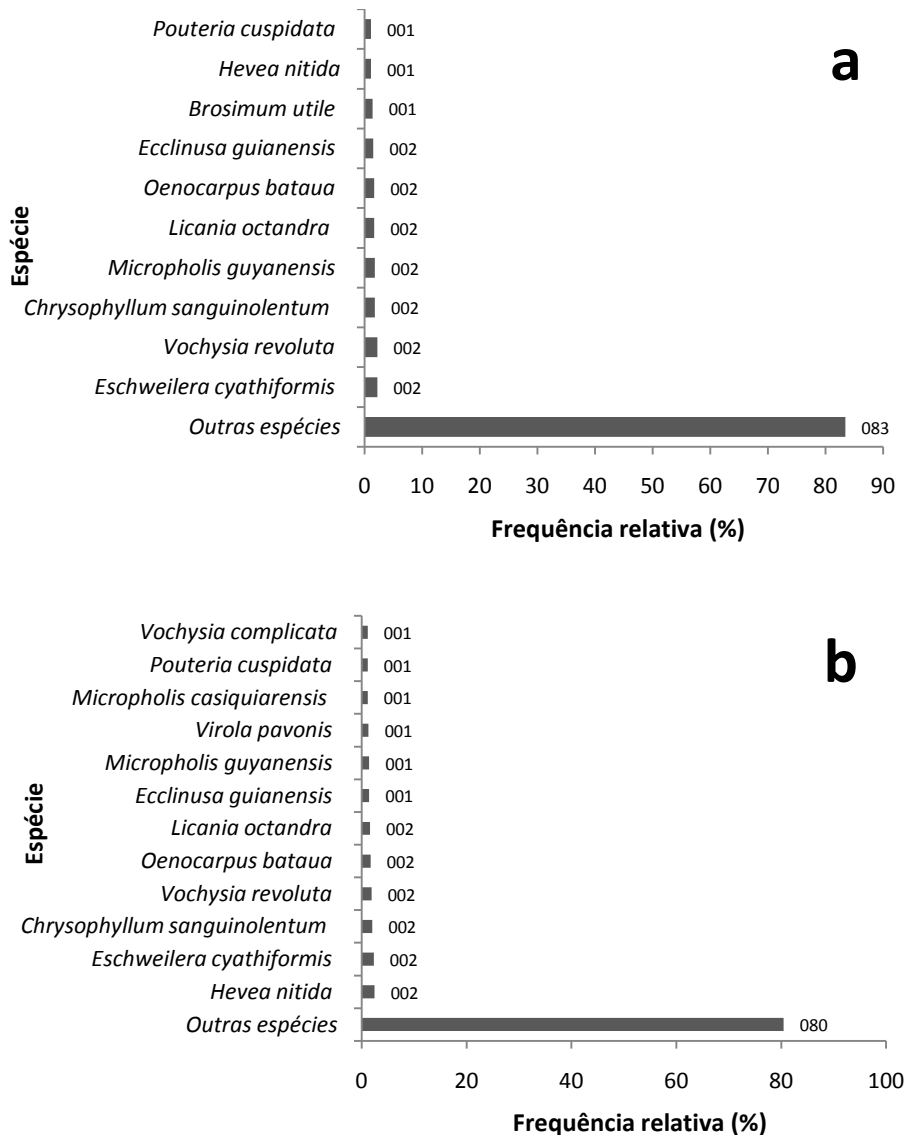 a
Espécie
Pouteria cuspidata 001
Hevea nitida 001
Brosimum utile 001
Ecclinusa guianensis 002
Oenocarpus bataua 002
Licania octandra 002
Micropholis guyanensis 002
Chrysophyllum sanguinolentum 002
Vochysia revoluta 002
Eschweilera cyathiformis 002
Outras espécies 083
0 10 20 30 40 50 60 70 80 90
Frequência relativa (%)
b
Espécie
Vochysia complicata 001
Pouteria cuspidata 001
Micropholis casiquiarensis 001
Virola pavonis 001
Micropholis guyanensis 001
Ecclinusa guianensis 001
Licania octandra 002
Oenocarpus bataua 002
Vochysia revoluta 002
Chrysophyllum sanguinolentum 002
Eschweilera cyathiformis 002
Hevea nitida 002
Outras espécies 080
0 20 40 60 80 100
Frequência relativa (%)